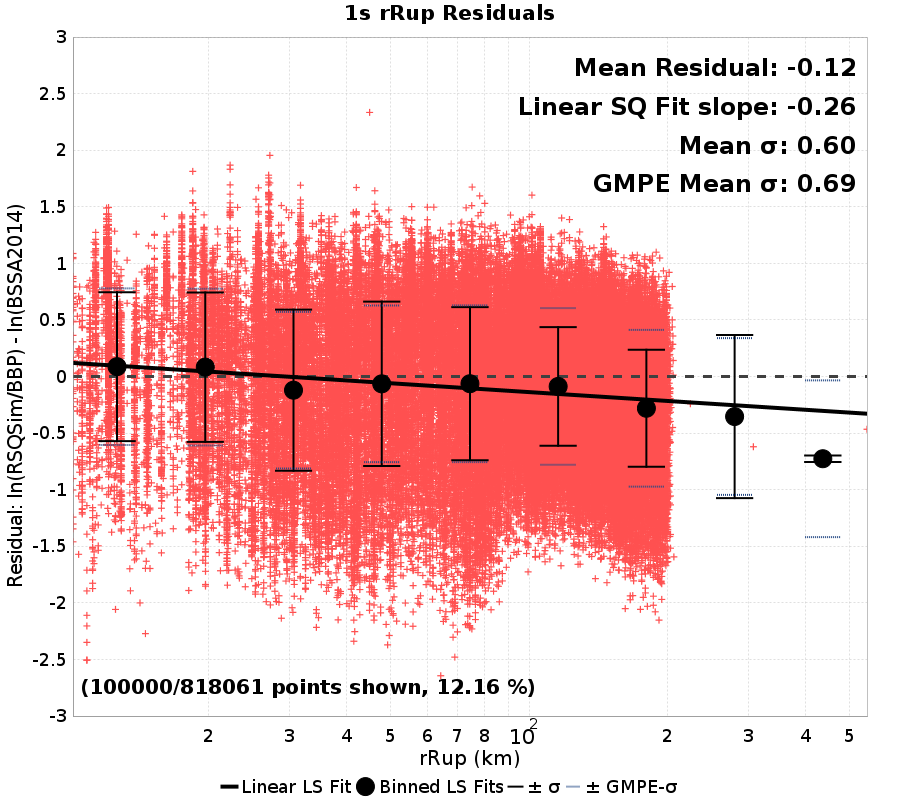 1s rRup Residuals
Mean Residual: -0.12
Linear SQ Fit slope: -0.26
Mean σ: 0.60
GMPE Mean σ: 0.69
Residual: ln(RSQSim/BBP) - ln(BSSA2014)
3
2.5
2
1.5
1
0.5
0
-0.5
-1
-1.5
-2
-2.5
-3
(100000/818061 points shown, 12.16 %)
2 3 4 5 6 7 8 10² 2 3 4 5
rRup (km)
Linear LS Fit Binned LS Fits ± σ ± GMPE-σ